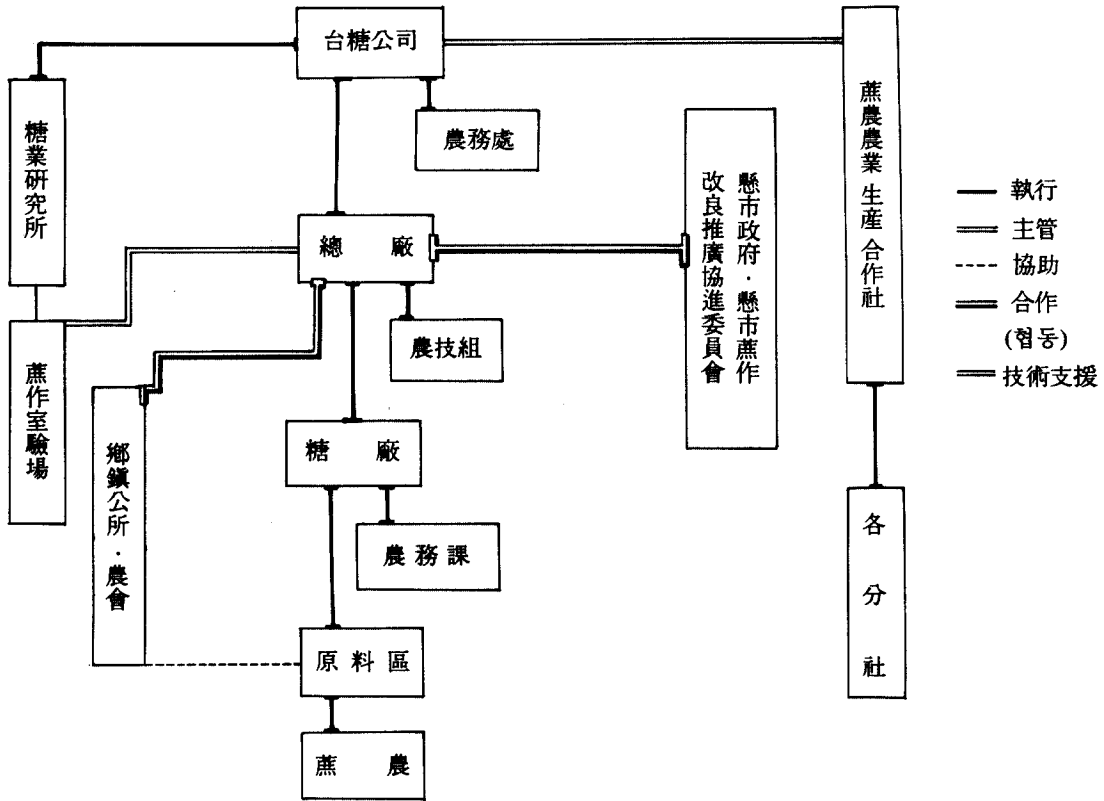 台糖公司
農務處
糖業研究所
總廠
農技組
蔗作室驗場
鄉鎭公所·農會
糖廠
農務課
原料區
蔗農
懸市政府·懸市蔗作
改良推廣協進委員會
蔗農農業生産合作社
各分社
執行
主管
協助
合作
(협동)
技術支援